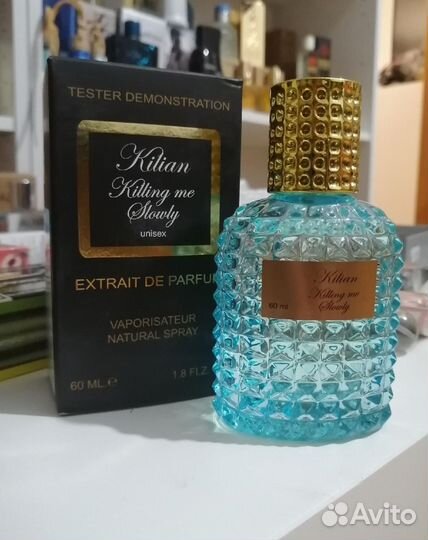 TESTER DEMONSTRATION
Kilian
Killing me
Slowly
unisex
EXTRAIT DE PARFU
VAPORISATEUR
NATURAL SPRAY
60 ML.e
1.8 FLZ
Kilian
Killing me
60 ml Slowly
Avito